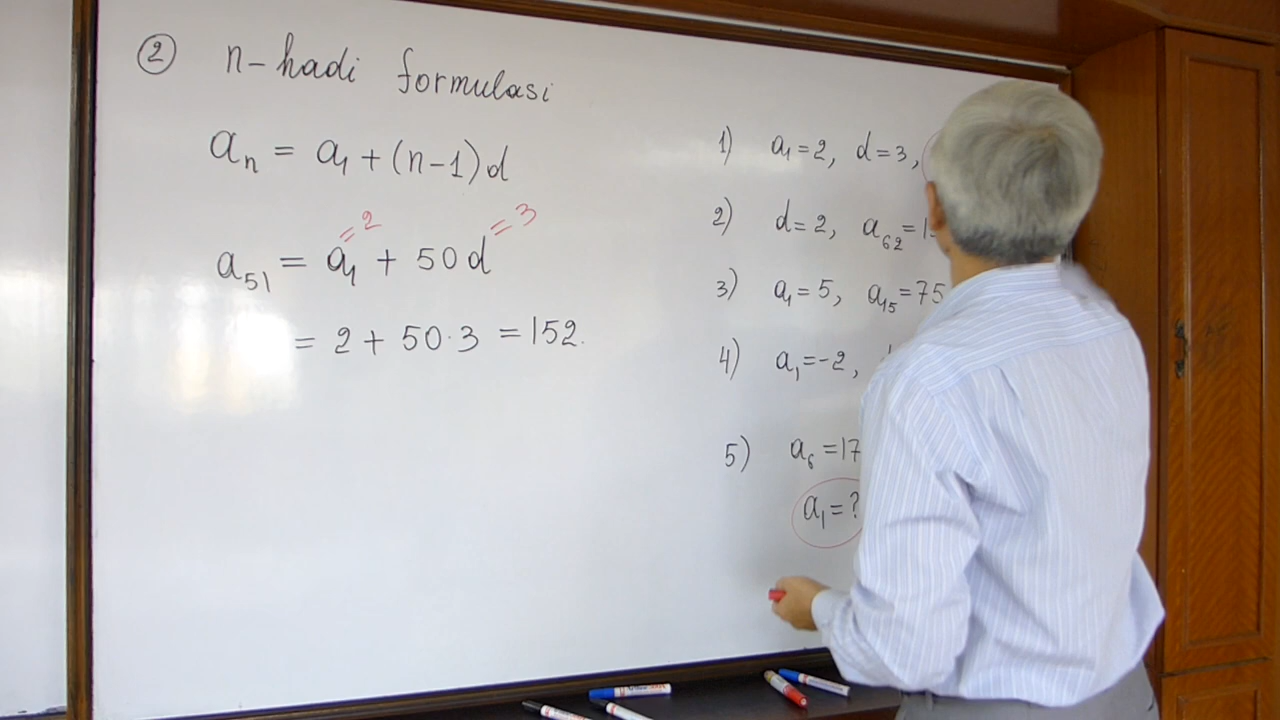 ② n-hadi formulasi
aₙ = a₁ + (n-1)d
= 2 = 3
a₅₁ = a₁ + 50d
= 2 + 50·3 = 152.
1) a₁=2, d=3,
2) d=2, a₆₂=1
3) a₁=5, a₁₅=75
4) a₁=-2,
5) a₆=17
a₁=?